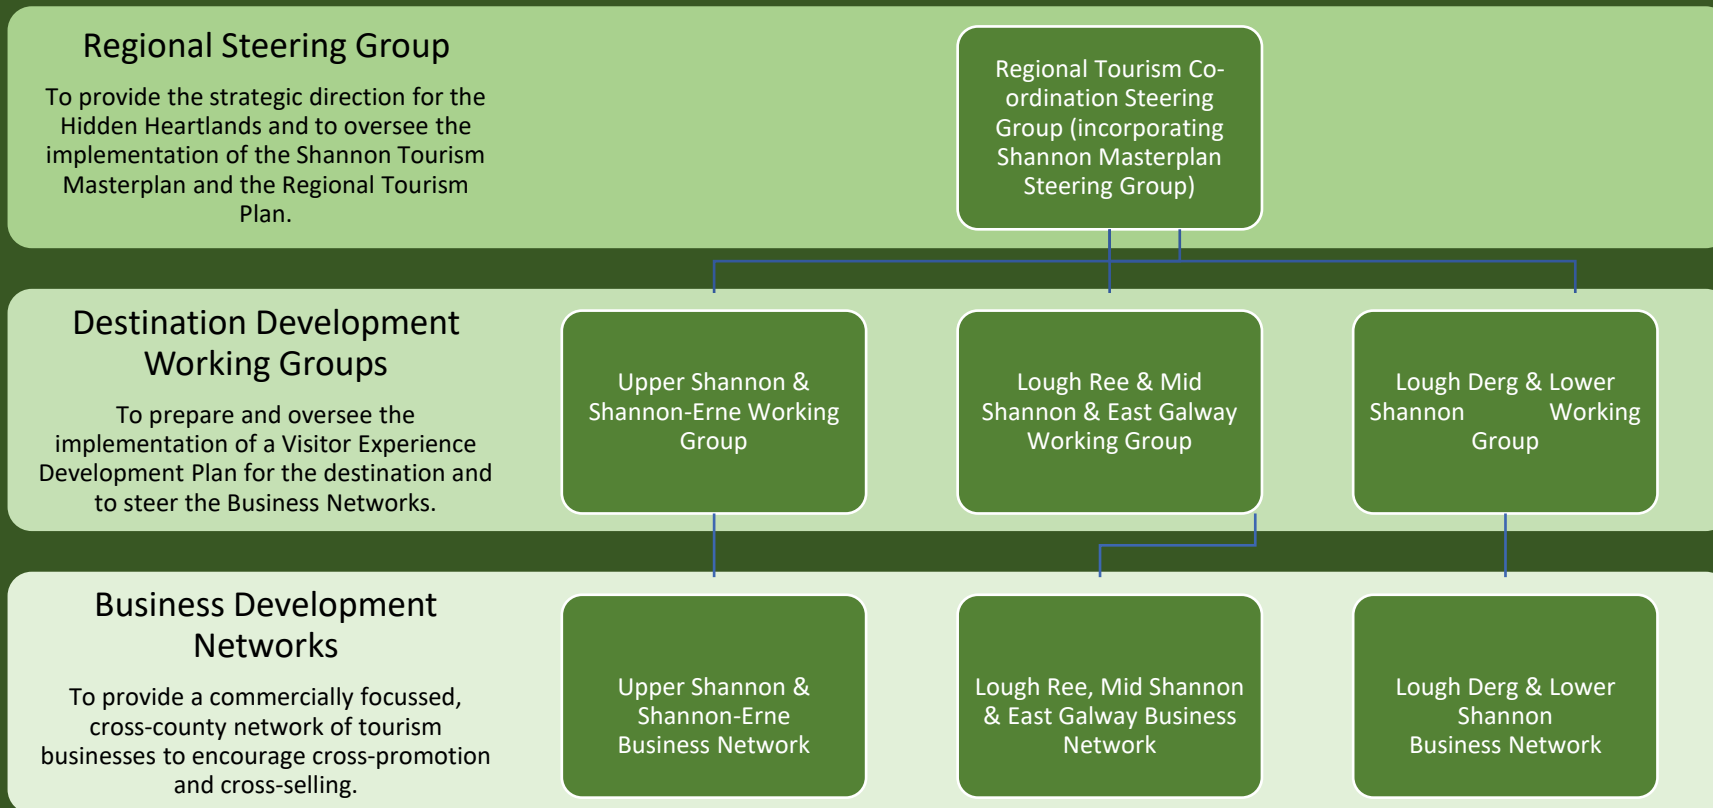 Regional Steering Group
To provide the strategic direction for the
Hidden Heartlands and to oversee the
implementation of the Shannon Tourism
Masterplan and the Regional Tourism
Plan.
Regional Tourism Co-
ordination Steering
Group (incorporating
Shannon Masterplan
Steering Group)
Destination Development
Working Groups
To prepare and oversee the
implementation of a Visitor Experience
Development Plan for the destination and
to steer the Business Networks.
Upper Shannon &
Shannon-Erne Working
Group
Lough Ree & Mid
Shannon & East Galway
Working Group
Lough Derg & Lower
Shannon Working
Group
Business Development
Networks
To provide a commercially focussed,
cross-county network of tourism
businesses to encourage cross-promotion
and cross-selling.
Upper Shannon &
Shannon-Erne
Business Network
Lough Ree, Mid Shannon
& East Galway Business
Network
Lough Derg & Lower
Shannon
Business Network